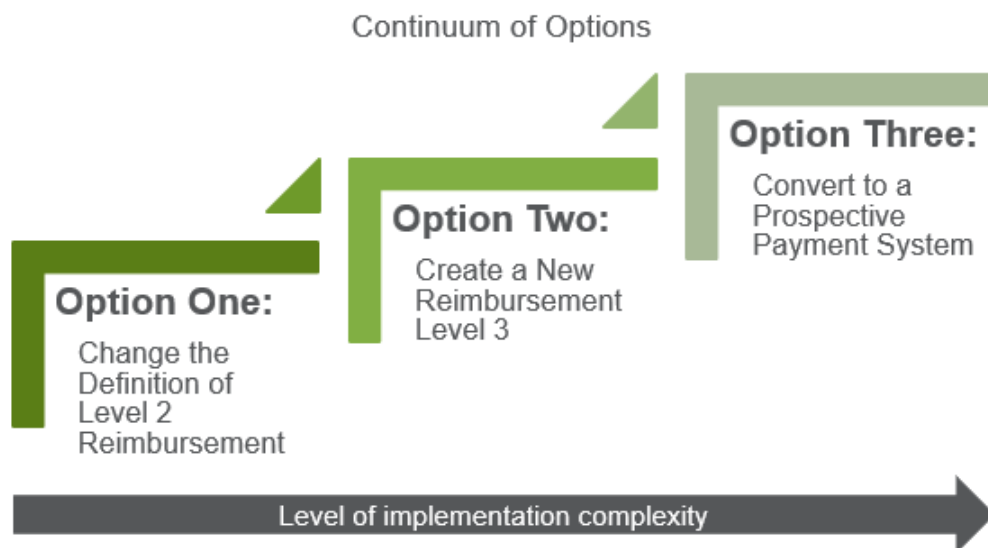 Continuum of Options
Option One:
Change the
Definition of
Level 2
Reimbursement
Option Two:
Create a New
Reimbursement
Level 3
Option Three:
Convert to a
Prospective
Payment System
Level of implementation complexity